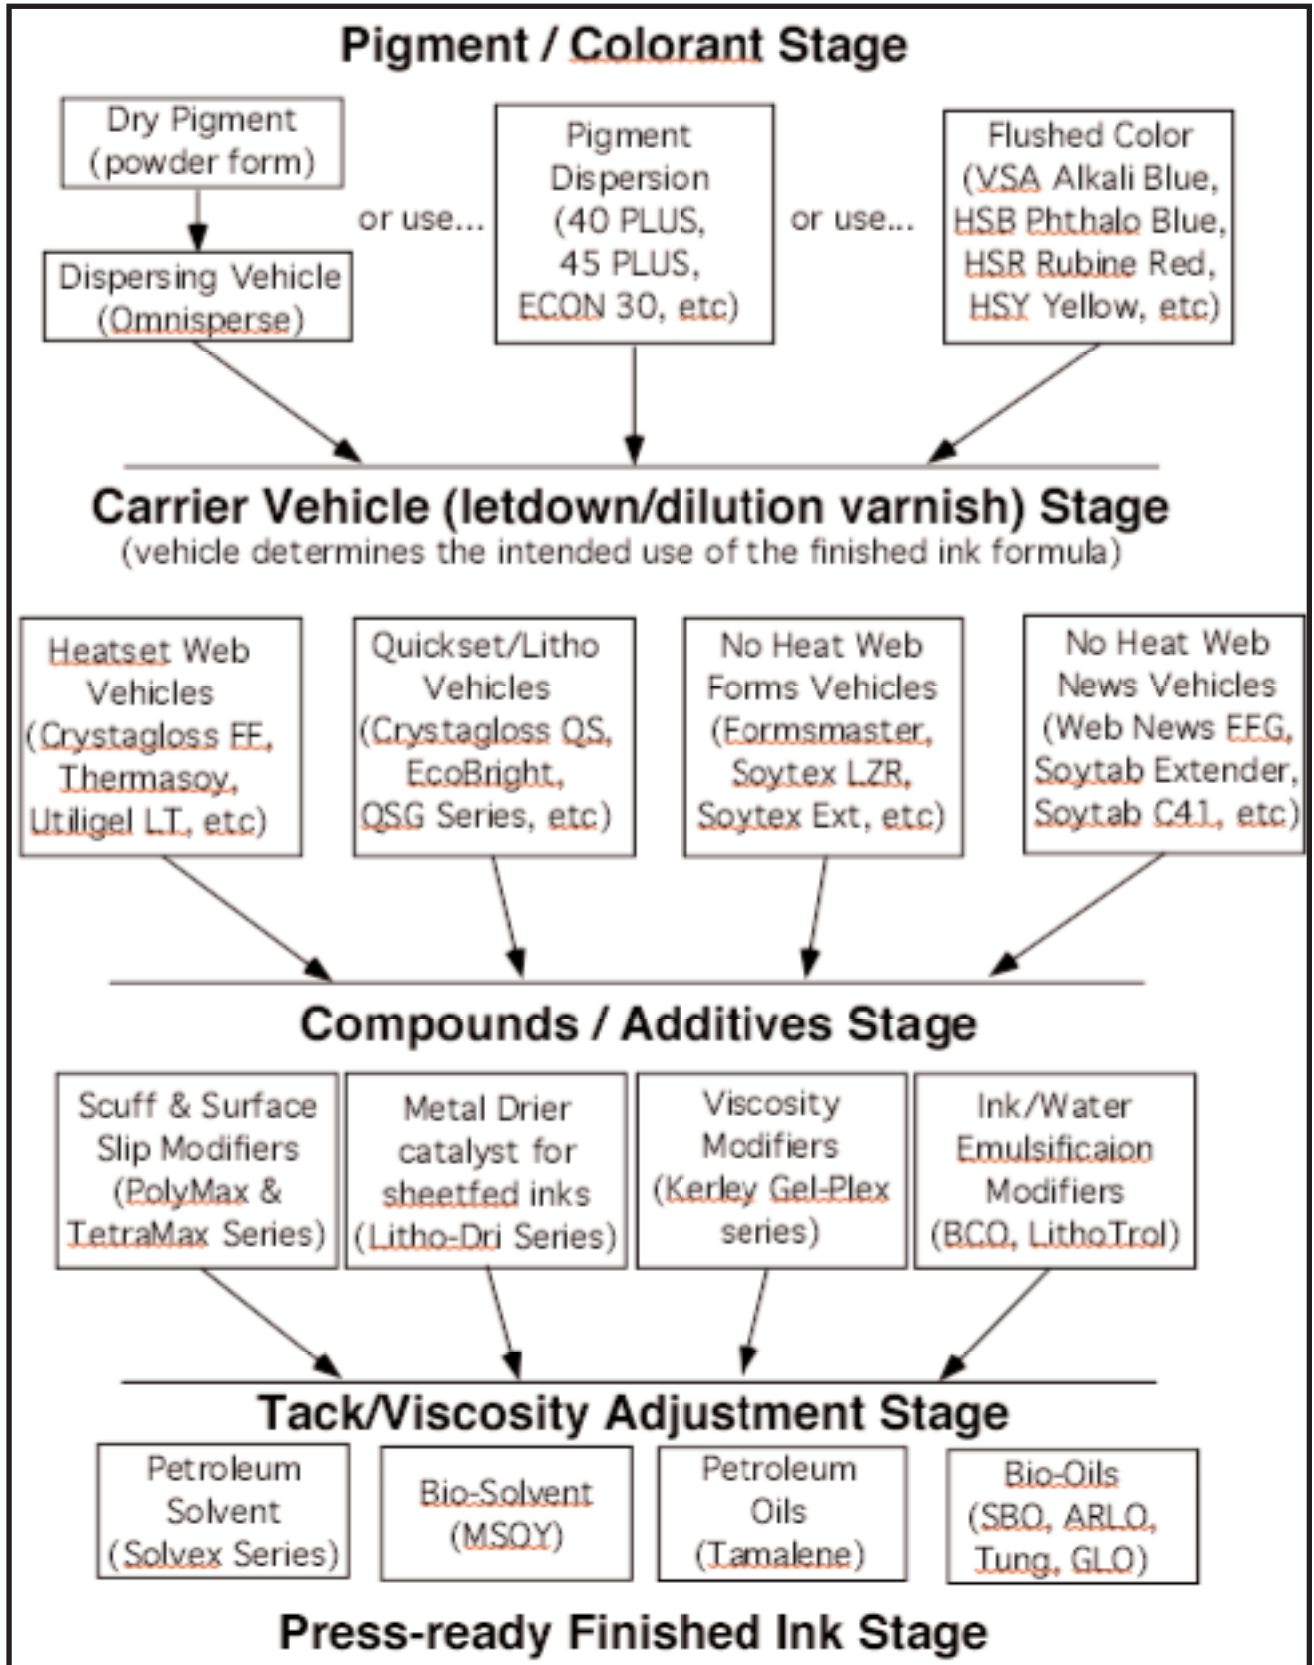 Pigment / Colorant Stage
Dry Pigment
(powder form)
Dispersing Vehicle
(Omnisperse)
or use...
Pigment
Dispersion
(40 PLUS,
45 PLUS,
ECON 30, etc)
or use...
Flushed Color
(VSA Alkali Blue,
HSB Phthalo Blue,
HSR Rubine Red,
HSY Yellow, etc)
Carrier Vehicle (letdown/dilution varnish) Stage
(vehicle determines the intended use of the finished ink formula)
Heatset Web
Vehicles
(Crystagloss FF,
Thermasoy,
Utiligel LT, etc)
Quickset/Litho
Vehicles
(Crystagloss QS,
EcoBright,
QSG Series, etc)
No Heat Web
Forms Vehicles
(Formsmaster,
Soytex LZR,
Soytex Ext, etc)
No Heat Web
News Vehicles
(Web News FFG,
Soytab Extender,
Soytab C41, etc)
Compounds / Additives Stage
Scuff & Surface
Slip Modifiers
(PolyMax &
TetraMax Series)
Metal Drier
catalyst for
sheetfed inks
(Litho-Dri Series)
Viscosity
Modifiers
(Kerley Gel-Plex
series)
Ink/Water
Emulsificaion
Modifiers
(BCO, LithoTrol)
Tack/Viscosity Adjustment Stage
Petroleum
Solvent
(Solvex Series)
Bio-Solvent
(MSOY)
Petroleum
Oils
(Tamalene)
Bio-Oils
(SBO, ARLO,
Tung, GLO)
Press-ready Finished Ink Stage